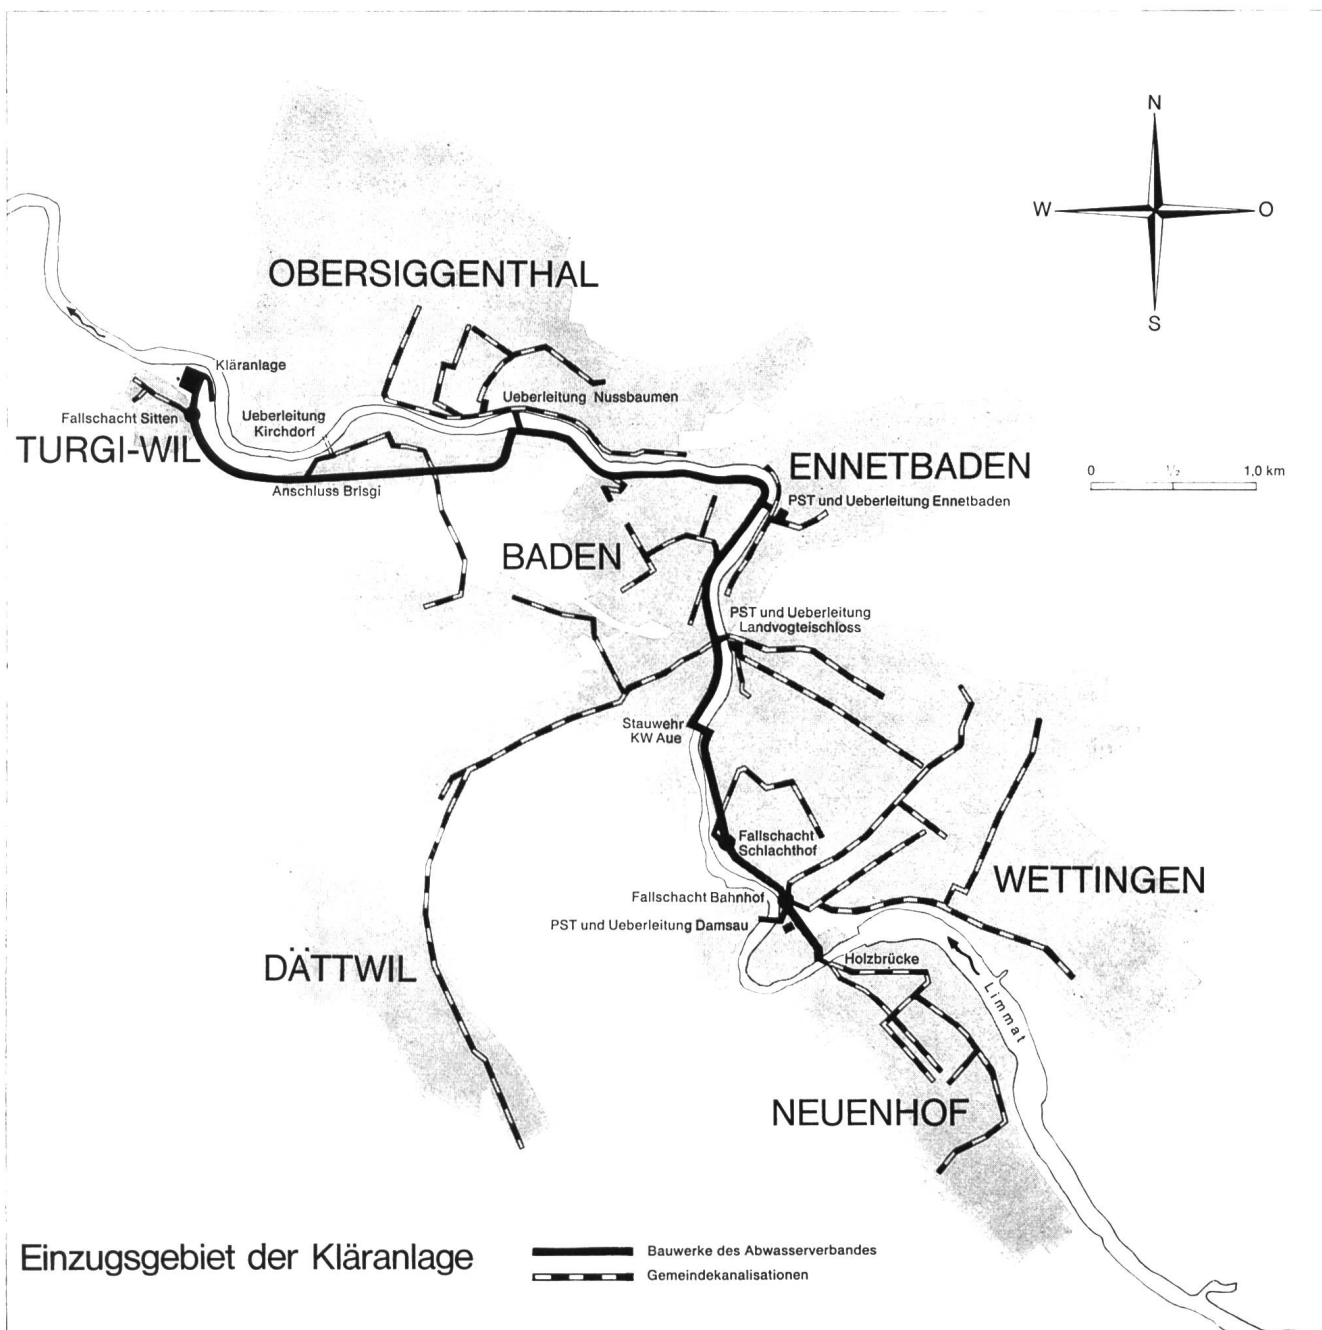 N
W
O
S
OBERSIGGENTHAL
Kläranlage
Ueberleitung Nussbaumen
Fallschacht Sitten
Ueberleitung
Kirchdorf
TURGI-WIL
ENNETBADEN
0 ½ 1,0 km
Anschluss Brisgi
PST und Ueberleitung Ennetbaden
BADEN
PST und Ueberleitung
Landvogteischloss
Stauwehr
KW Aue
Fallschacht
Schlachthof
WETTINGEN
Fallschacht Bahnhof
PST und Ueberleitung Damsau
DÄTTWIL
Holzbrücke
Limmat
NEUENHOF
Einzugsgebiet der Kläranlage
Bauwerke des Abwasserverbandes
Gemeindekanalisationen